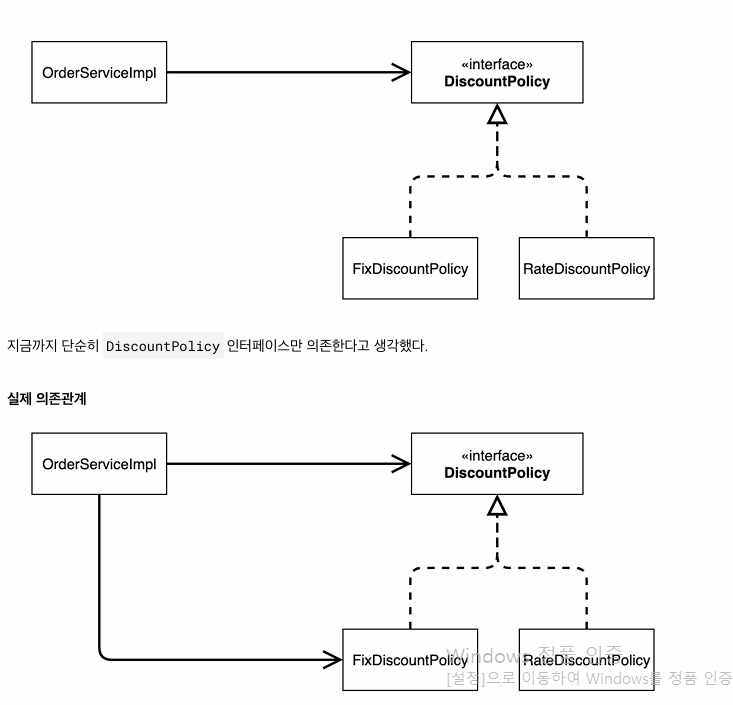 OrderServiceImpl
«interface»
DiscountPolicy
FixDiscountPolicy
RateDiscountPolicy
지금까지 단순히 DiscountPolicy 인터페이스만 의존한다고 생각했다.
실제 의존관계
OrderServiceImpl
«interface»
DiscountPolicy
FixDiscountPolicy
RateDiscountPolicy
Windows 정품 인증
[설정]으로 이동하여 Windows를 정품 인증